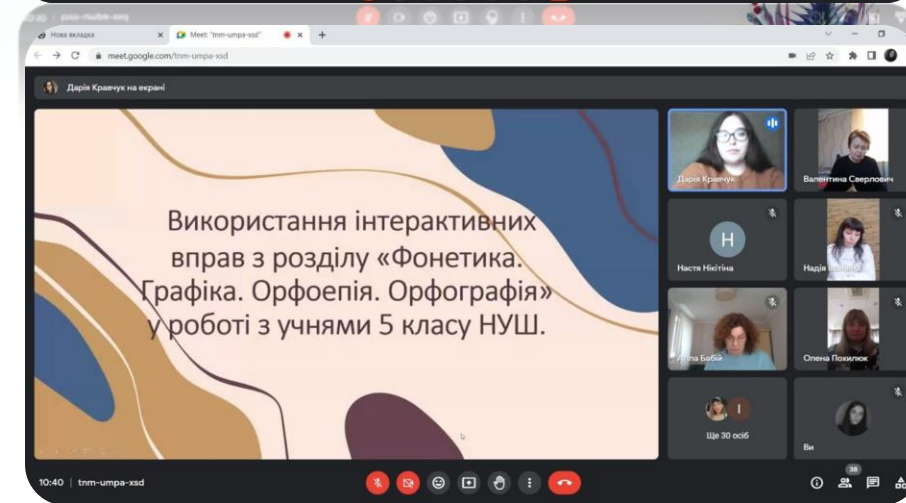 Нова вкладка
Meet: "tnm-umpa-xsd"
meet.google.com/tnm-umpa-xsd
Дарія Кравчук на екрані
Використання інтерактивних
вправ з розділу «Фонетика.
Графіка. Орфоепія. Орфографія»
у роботі з учнями 5 класу НУШ.
Дарія Кравчук
Валентина Сверлович
Н
Настя Нікітіна
Надія
Алла Бабій
Олена Похилюк
І
Ще 30 осіб
Ви
10:40 | tnm-umpa-xsd
38